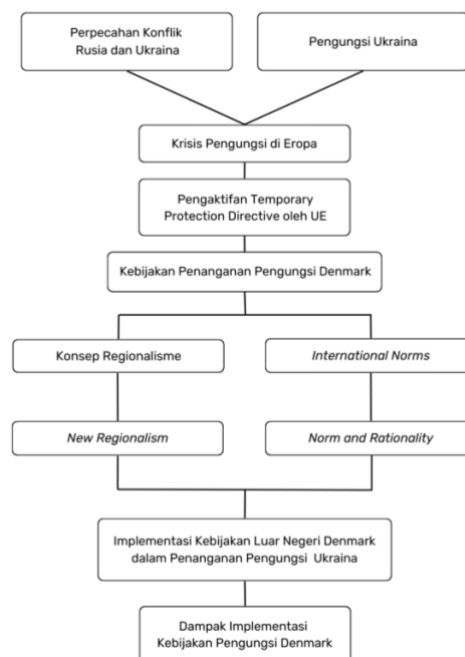 Perpecahan Konflik
Rusia dan Ukraina
Pengungsi Ukraina
Krisis Pengungsi di Eropa
Pengaktifan Temporary
Protection Directive oleh UE
Kebijakan Penanganan Pengungsi Denmark
Konsep Regionalisme
International Norms
New Regionalism
Norm and Rationality
Implementasi Kebijakan Luar Negeri Denmark
dalam Penanganan Pengungsi Ukraina
Dampak Implementasi
Kebijakan Pengungsi Denmark